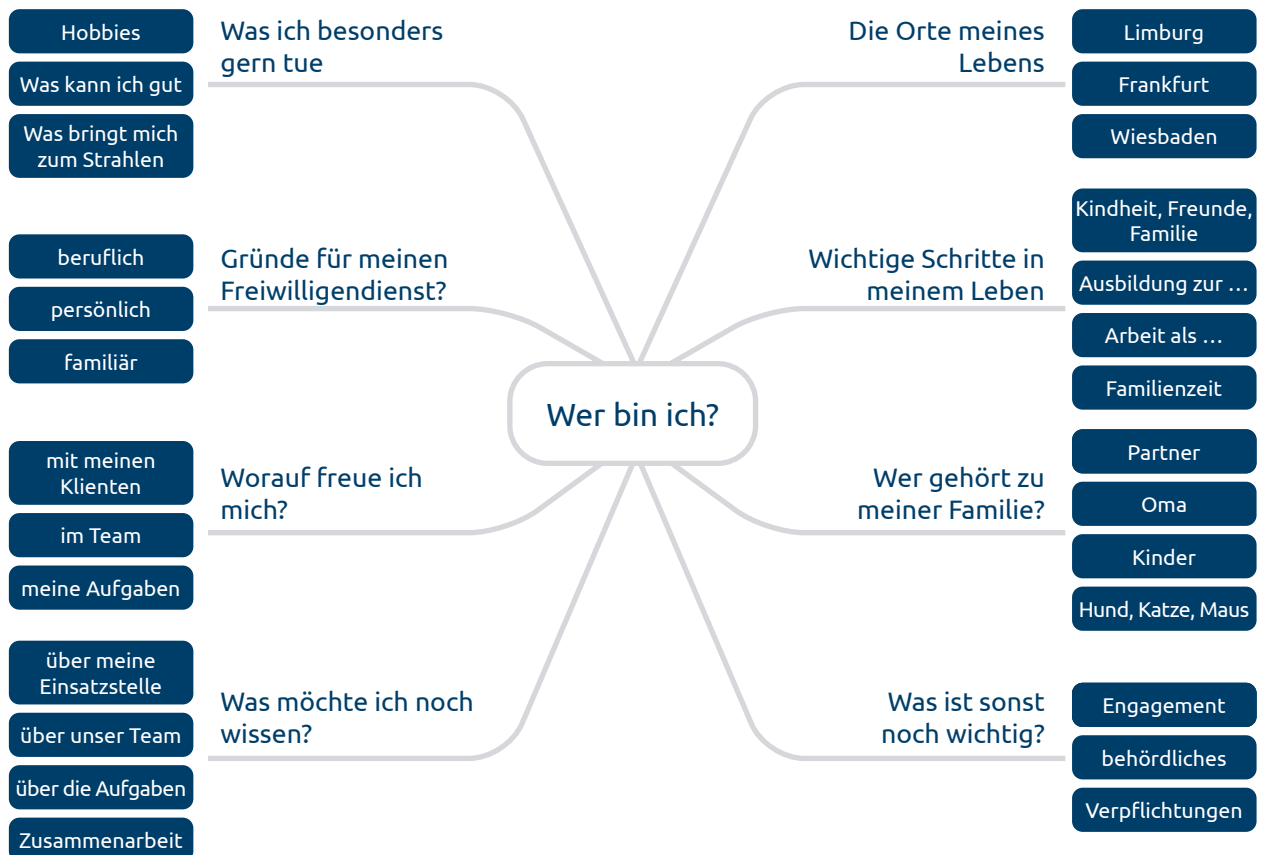 Hobbies
Was kann ich gut
Was bringt mich
zum Strahlen
Was ich besonders
gern tue
beruflich
persönlich
familiär
Gründe für meinen
Freiwilligendienst?
mit meinen
Klienten
im Team
meine Aufgaben
Worauf freue ich
mich?
über meine
Einsatzstelle
über unser Team
über die Aufgaben
Zusammenarbeit
Was möchte ich noch
wissen?
Wer bin ich?
Die Orte meines
Lebens
Limburg
Frankfurt
Wiesbaden
Wichtige Schritte in
meinem Leben
Kindheit, Freunde,
Familie
Ausbildung zur …
Arbeit als …
Familienzeit
Wer gehört zu
meiner Familie?
Partner
Oma
Kinder
Hund, Katze, Maus
Was ist sonst
noch wichtig?
Engagement
behördliches
Verpflichtungen